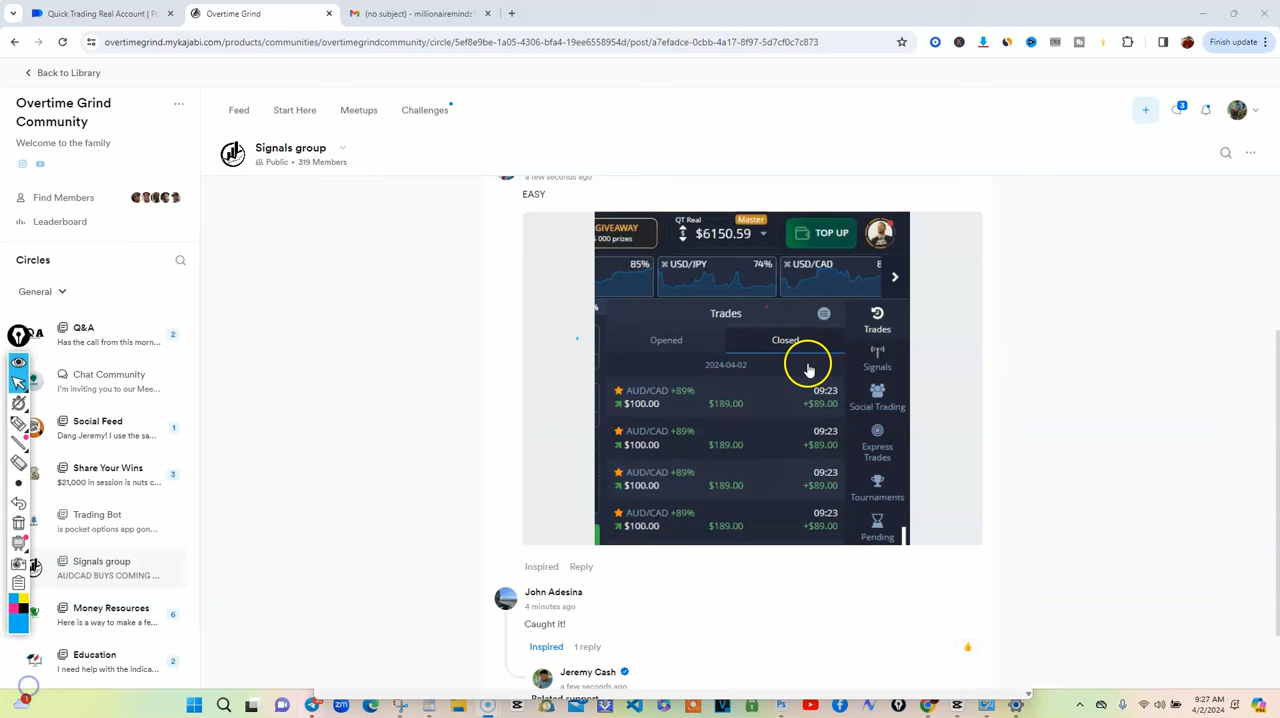 Quick Trading Real Account | Po
Overtime Grind
(no subject) - millionairemindz
overtimegrind.mykajabi.com/products/communities/overtimegrindcommunity/circle/5ef8e9be-1a05-4306-bfa4-19ee6558954d/post/a7efadce-0cbb-4a17-8f97-5d7cf0c7c873
Finish update
Back to Library
Overtime Grind
Community
Welcome to the family
Find Members
Leaderboard
Circles
General
Q&A
Q&A
2
Has the call from this morn...
Chat Community
I'm inviting you to our Mee...
Social Feed
1
Dang Jeremy! I use the sa...
Share Your Wins
3
$21,000 in session is nuts c...
Trading Bot
is pocket options app gon...
Signals group
AUDCAD BUYS COMING ...
Money Resources
6
Here is a way to make a fe...
Education
2
I need help with the indica...
Feed
Start Here
Meetups
Challenges
3
Signals group
Public • 319 Members
a few seconds ago
EASY
GIVEAWAY
000 prizes
QT Real
Master
$6150.59
TOP UP
85%
USD/JPY
74%
USD/CAD
8
%
Trades
Opened
Closed
2024-04-02
AUD/CAD +89%
09:23
$100.00
$189.00
+$89.00
AUD/CAD +89%
09:23
$100.00
$189.00
+$89.00
AUD/CAD +89%
09:23
$100.00
$189.00
+$89.00
AUD/CAD +89%
09:23
$100.00
$189.00
+$89.00
Trades
Signals
Social Trading
Express
Trades
Tournaments
Pending
Inspired
Reply
John Adesina
4 minutes ago
Caught it!
Inspired
1 reply
Jeremy Cash
a few seconds ago
Related support
1
zm
9:27 AM
4/2/2024